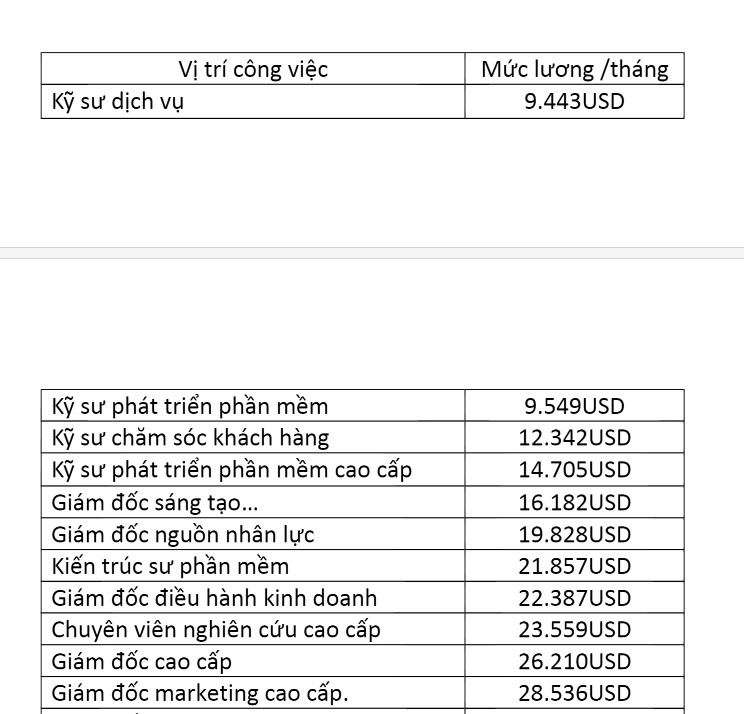 Vị trí công việc Mức lương /tháng
Kỹ sư dịch vụ 9.443USD
Kỹ sư phát triển phần mềm 9.549USD
Kỹ sư chăm sóc khách hàng 12.342USD
Kỹ sư phát triển phần mềm cao cấp 14.705USD
Giám đốc sáng tạo... 16.182USD
Giám đốc nguồn nhân lực 19.828USD
Kiến trúc sư phần mềm 21.857USD
Giám đốc điều hành kinh doanh 22.387USD
Chuyên viên nghiên cứu cao cấp 23.559USD
Giám đốc cao cấp 26.210USD
Giám đốc marketing cao cấp. 28.536USD